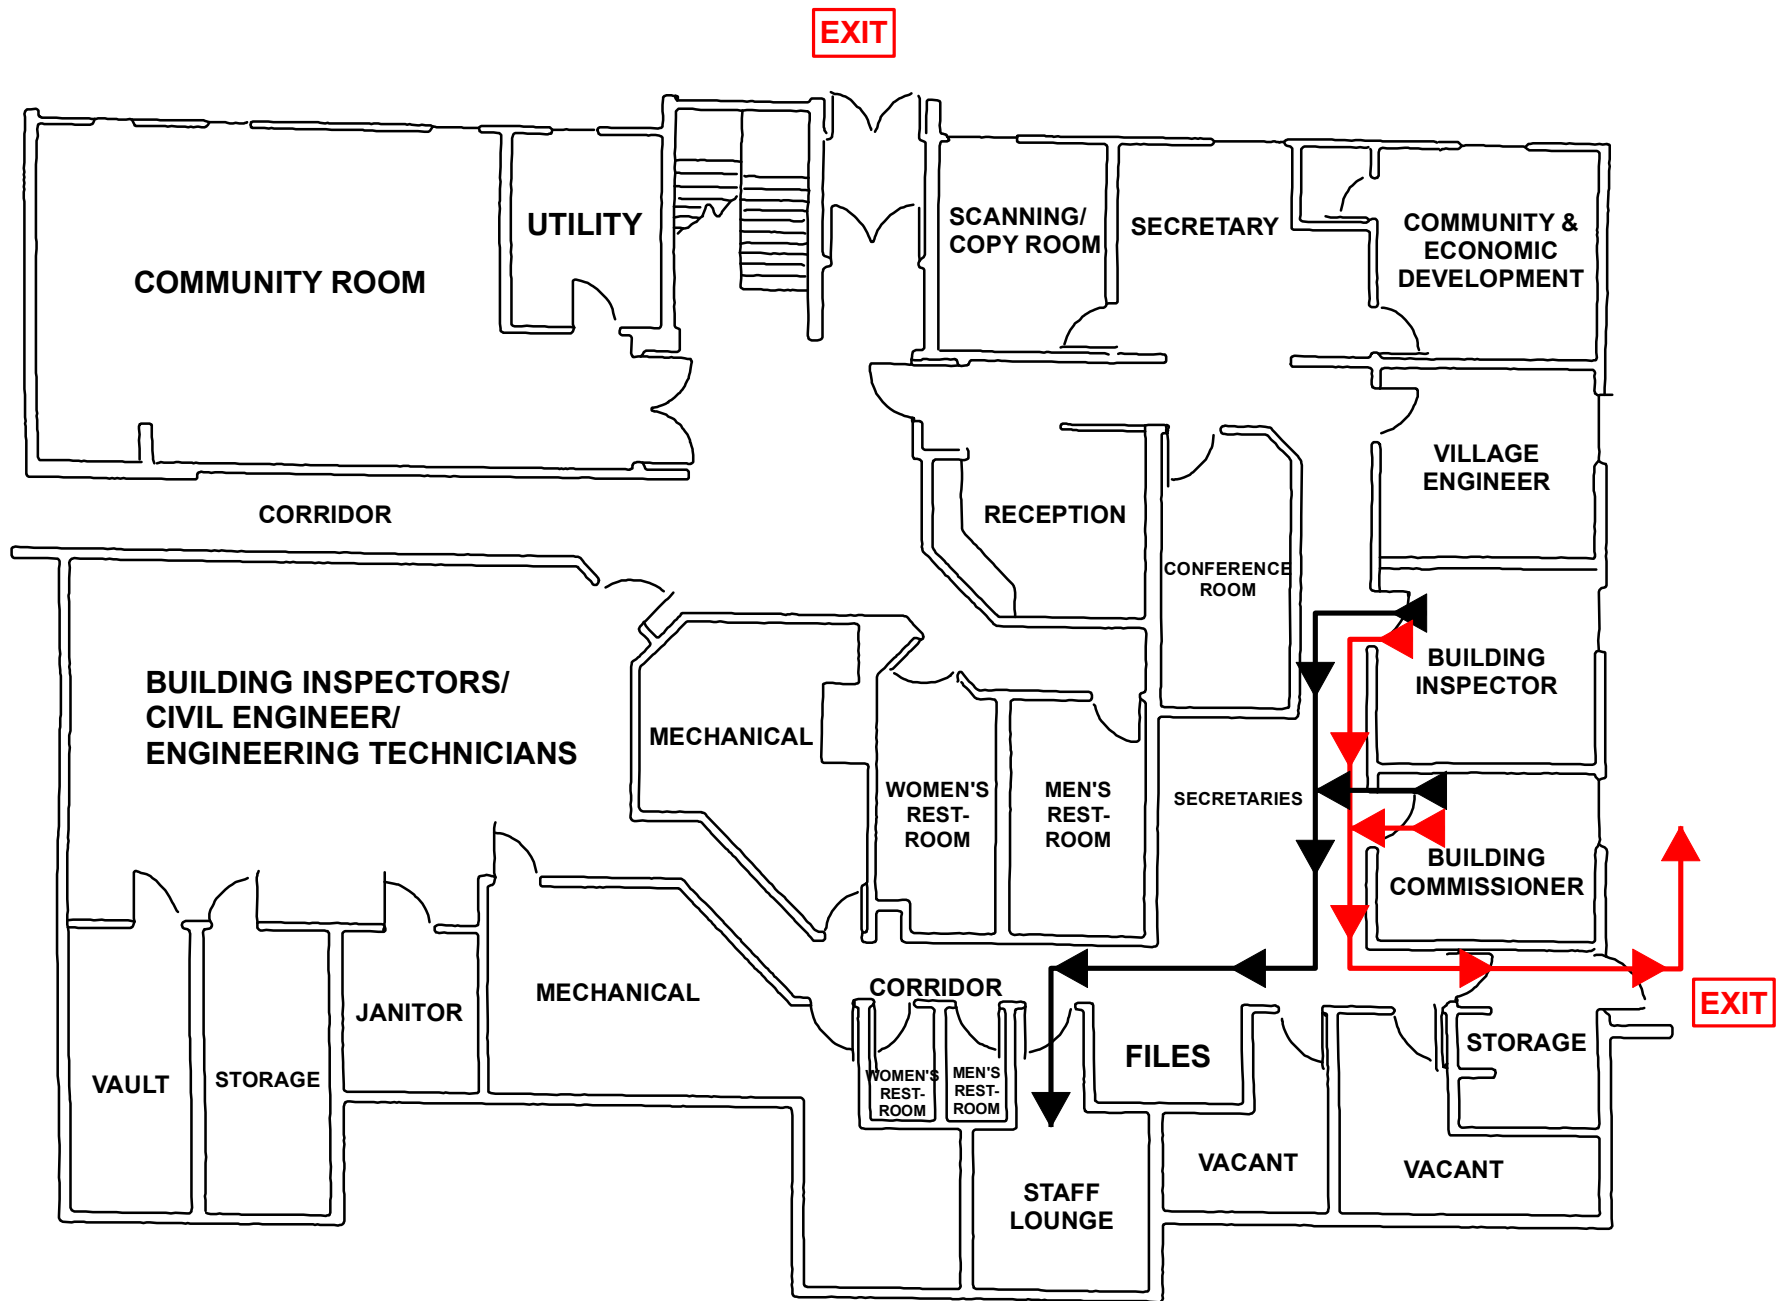 EXIT
UTILITY
COMMUNITY ROOM
SCANNING/
COPY ROOM
SECRETARY
COMMUNITY &
ECONOMIC
DEVELOPMENT
VILLAGE
ENGINEER
CORRIDOR
RECEPTION
CONFERENCE
ROOM
BUILDING
INSPECTOR
BUILDING INSPECTORS/
CIVIL ENGINEER/
ENGINEERING TECHNICIANS
MECHANICAL
WOMEN'S
REST-
ROOM
MEN'S
REST-
ROOM
SECRETARIES
BUILDING
COMMISSIONER
CORRIDOR
MECHANICAL
JANITOR
EXIT
STORAGE
FILES
VAULT
STORAGE
WOMEN'S
REST-
ROOM
MEN'S
REST-
ROOM
VACANT
VACANT
STAFF
LOUNGE